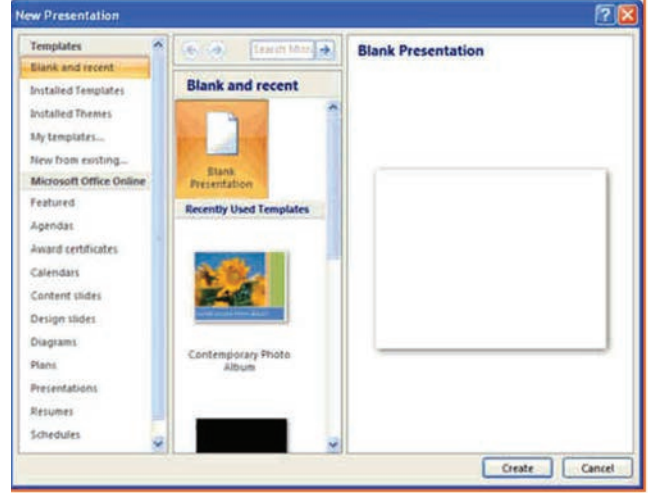 New Presentation
Templates
Blank and recent
Installed Templates
Installed Themes
My templates...
New from existing...
Microsoft Office Online
Featured
Agendas
Award certificates
Calendars
Content slides
Design slides
Diagrams
Plans
Presentations
Resumes
Schedules
Search
Blank and recent
Blank
Presentation
Recently Used Templates
Contemporary Photo
Album
Blank Presentation
Create
Cancel